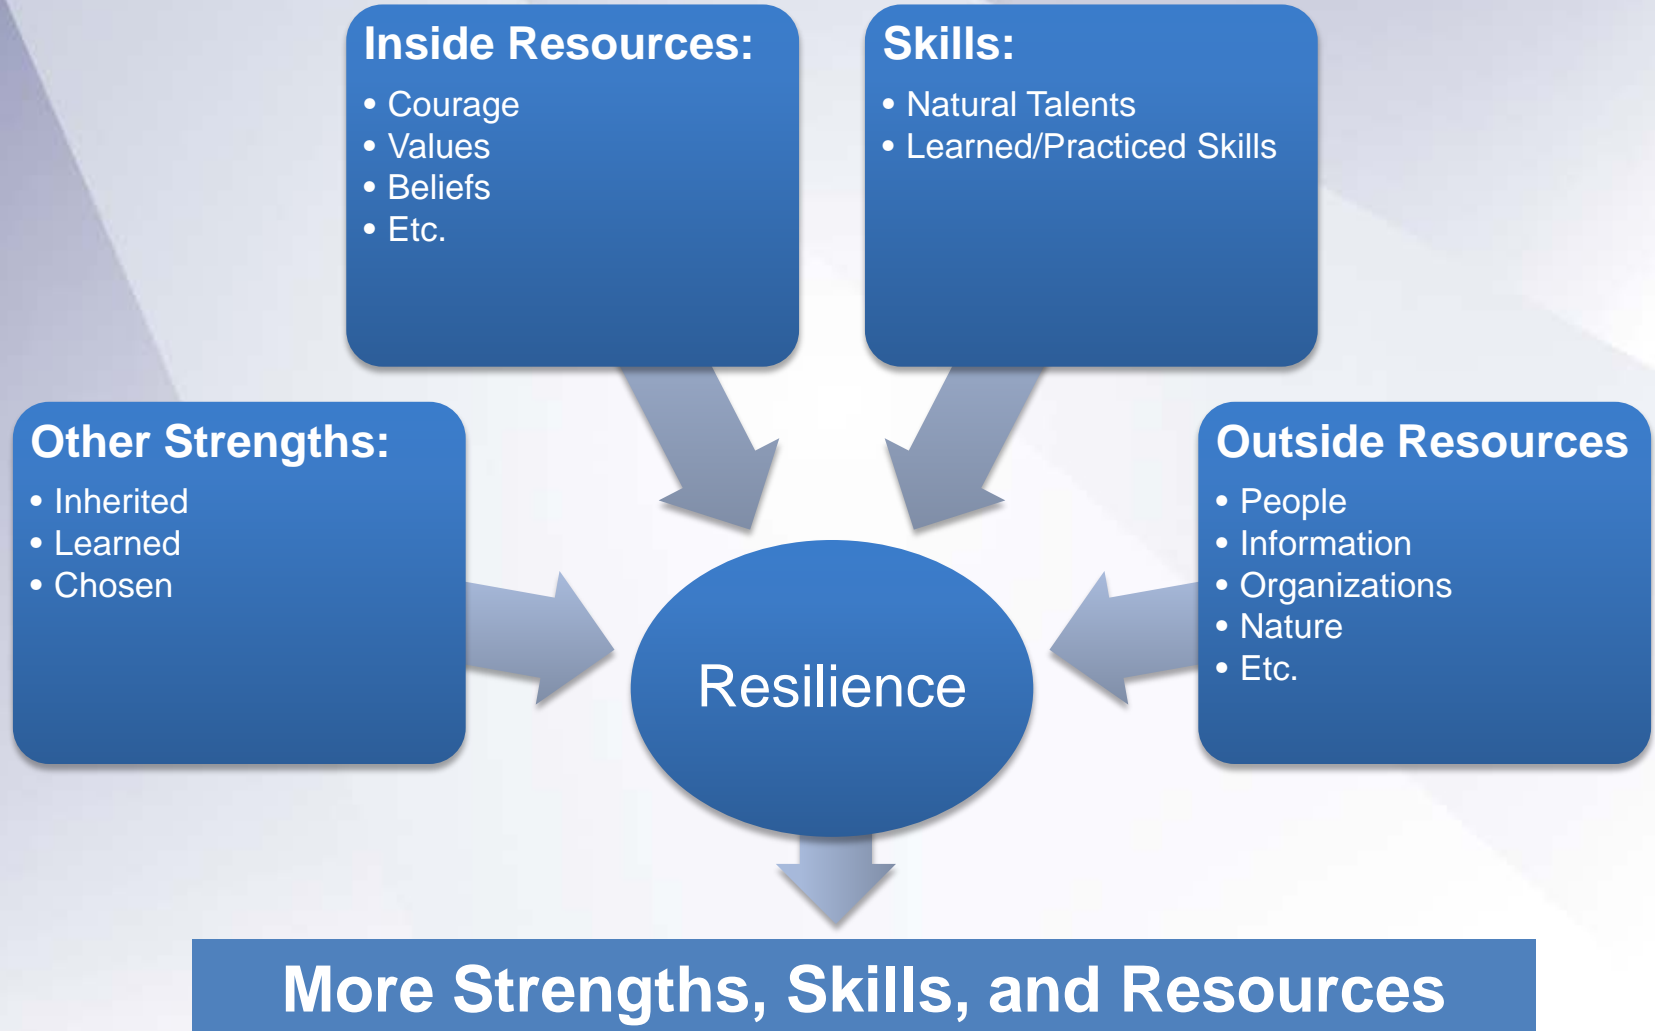 Inside Resources:
• Courage
• Values
• Beliefs
• Etc.
Skills:
• Natural Talents
• Learned/Practiced Skills
Other Strengths:
• Inherited
• Learned
• Chosen
Outside Resources
• People
• Information
• Organizations
• Nature
• Etc.
Resilience
More Strengths, Skills, and Resources